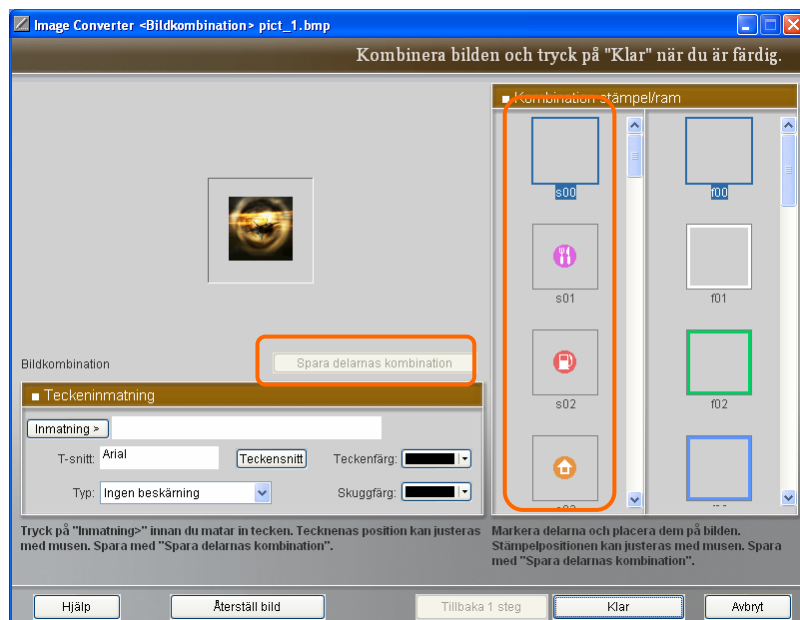 Image Converter <Bildkombination> pict_1.bmp
Kombinera bilden och tryck på "Klar" när du är färdig.
Kombination stämpel/ram
s00
f00
s01
f01
s02
f02
Bildkombination
Spara delarnas kombination
Teckeninmatning
Inmatning >
T-snitt: Arial
Teckensnitt
Teckenfärg:
Typ: Ingen beskärning
Skuggfärg:
Tryck på "Inmatning>" innan du matar in tecken. Tecknenas position kan justeras
med musen. Spara med "Spara delarnas kombination".
Markera delarna och placera dem på bilden.
Stämpelpositionen kan justeras med musen. Spara
med "Spara delarnas kombination".
Hjälp
Återställ bild
Tillbaka 1 steg
Klar
Avbryt